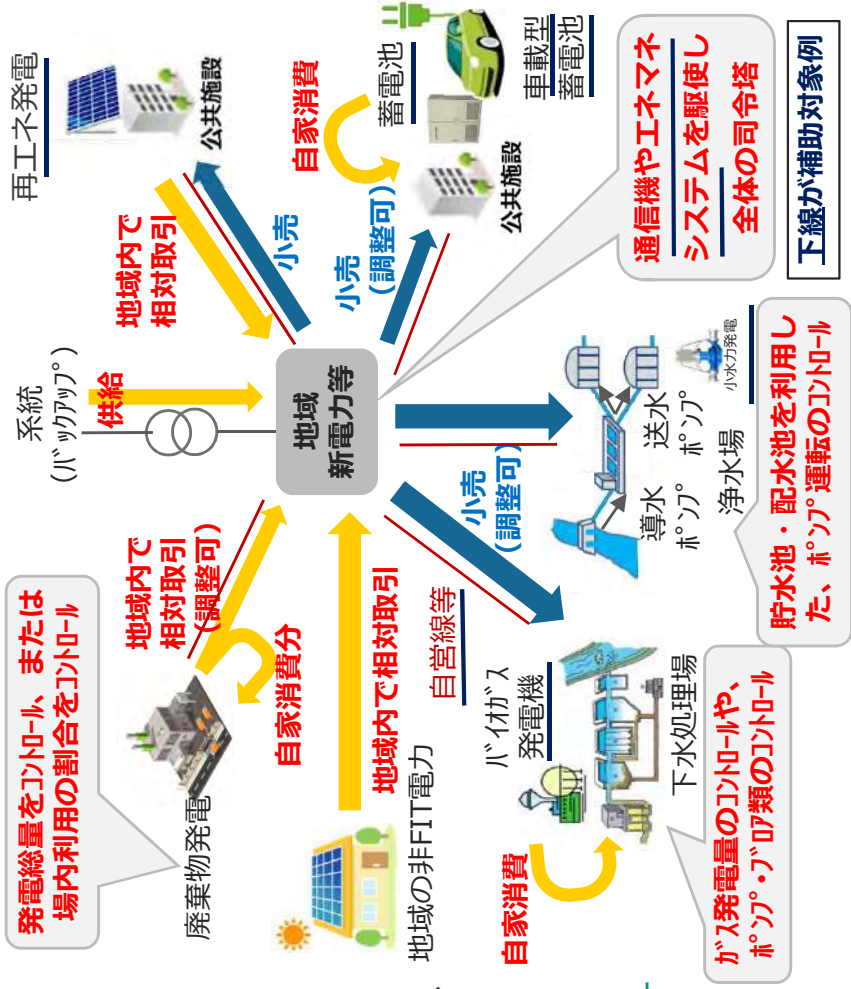 発電総量をｺﾝﾄﾛｰﾙ、または
場内利用の割合をｺﾝﾄﾛｰﾙ
廃棄物発電
地域内で
相対取引
(調整可)
自家消費分
系統
(ﾊﾞｯｸｱｯﾌﾟ)
供給
再エネ発電
公共施設
地域内で
相対取引
小売
地域
新電力等
地域の非FIT電力
地域内で相対取引
小売
(調整可)
自家消費
蓄電池
車載型
蓄電池
公共施設
自営線等
小売
(調整可)
通信機やエネマネ
システムを駆使し
全体の司令塔
自家消費
ﾊﾞｲｵｶﾞｽ
発電機
下水処理場
導水
ﾎﾟﾝﾌﾟ
送水
ﾎﾟﾝﾌﾟ
浄水場
小水力発電
下線が補助対象例
ｶﾞｽ発電量のｺﾝﾄﾛｰﾙや、
ﾎﾟﾝﾌﾟ・ﾌﾞﾛｱ類のｺﾝﾄﾛｰﾙ
貯水池・配水池を利用し
た、ﾎﾟﾝﾌﾟ運転のｺﾝﾄﾛｰﾙ